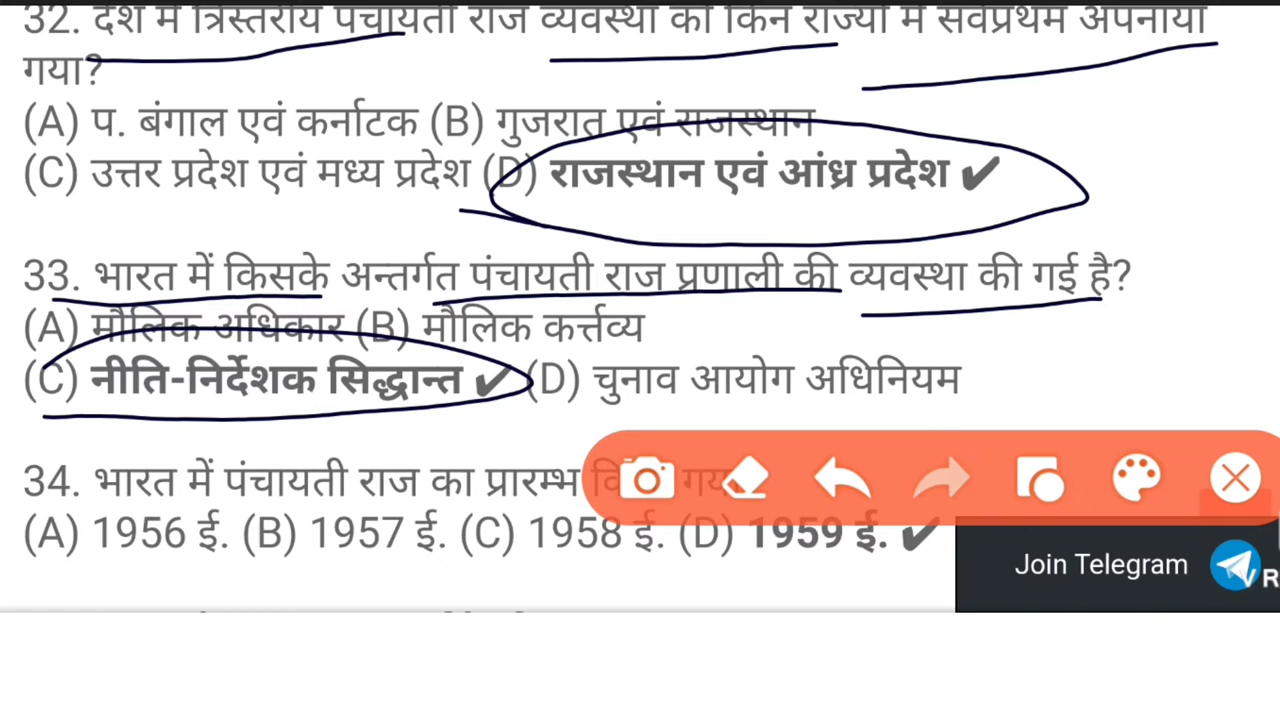 32. देश में त्रिस्तरीय पंचायती राज व्यवस्था को किन राज्यों में सर्वप्रथम अपनाया
गया?
(A) प. बंगाल एवं कर्नाटक (B) गुजरात एवं राजस्थान
(C) उत्तर प्रदेश एवं मध्य प्रदेश (D) राजस्थान एवं आंध्र प्रदेश ✔
33. भारत में किसके अन्तर्गत पंचायती राज प्रणाली की व्यवस्था की गई है?
(A) मौलिक अधिकार (B) मौलिक कर्त्तव्य
(C) नीति-निर्देशक सिद्धान्त ✔ (D) चुनाव आयोग अधिनियम
34. भारत में पंचायती राज का प्रारम्भ
(A) 1956 ई. (B) 1957 ई. (C) 1958 ई. (D) 1959 ई. ✔
Join Telegram